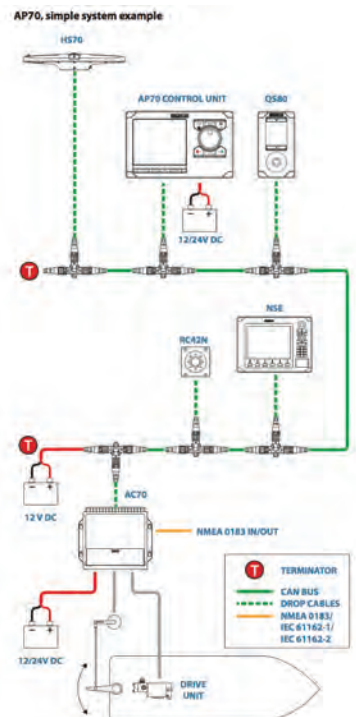 AP70, simple system example
HS70
AP70 CONTROL UNIT
QS80
12/24V DC
T
NSE
RC42N
T
12 V DC
AC70
NMEA 0183 IN/OUT
T TERMINATOR
CAN BUS
DROP CABLES
NMEA 0183/
IEC 61162-1/
IEC 61162-2
12/24V DC
DRIVE
UNIT